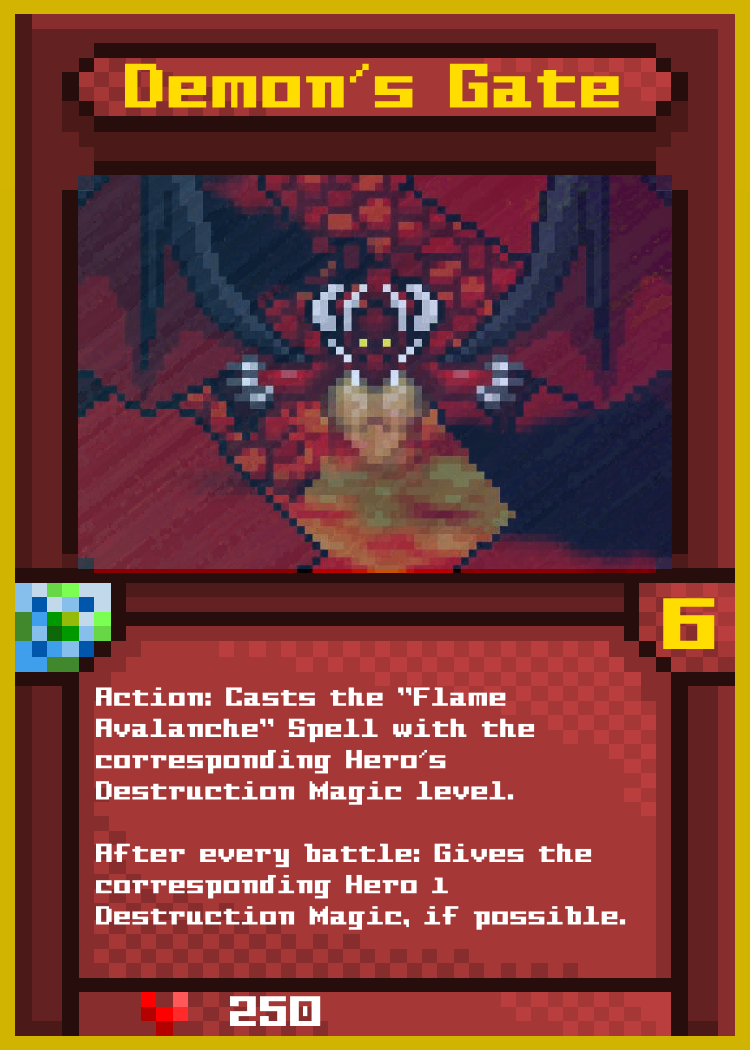 Demon's Gate
6
Action: Casts the "Flame
Avalanche" Spell with the
corresponding Hero's
Destruction Magic level.
After every battle: Gives the
corresponding Hero 1
Destruction Magic, if possible.
250